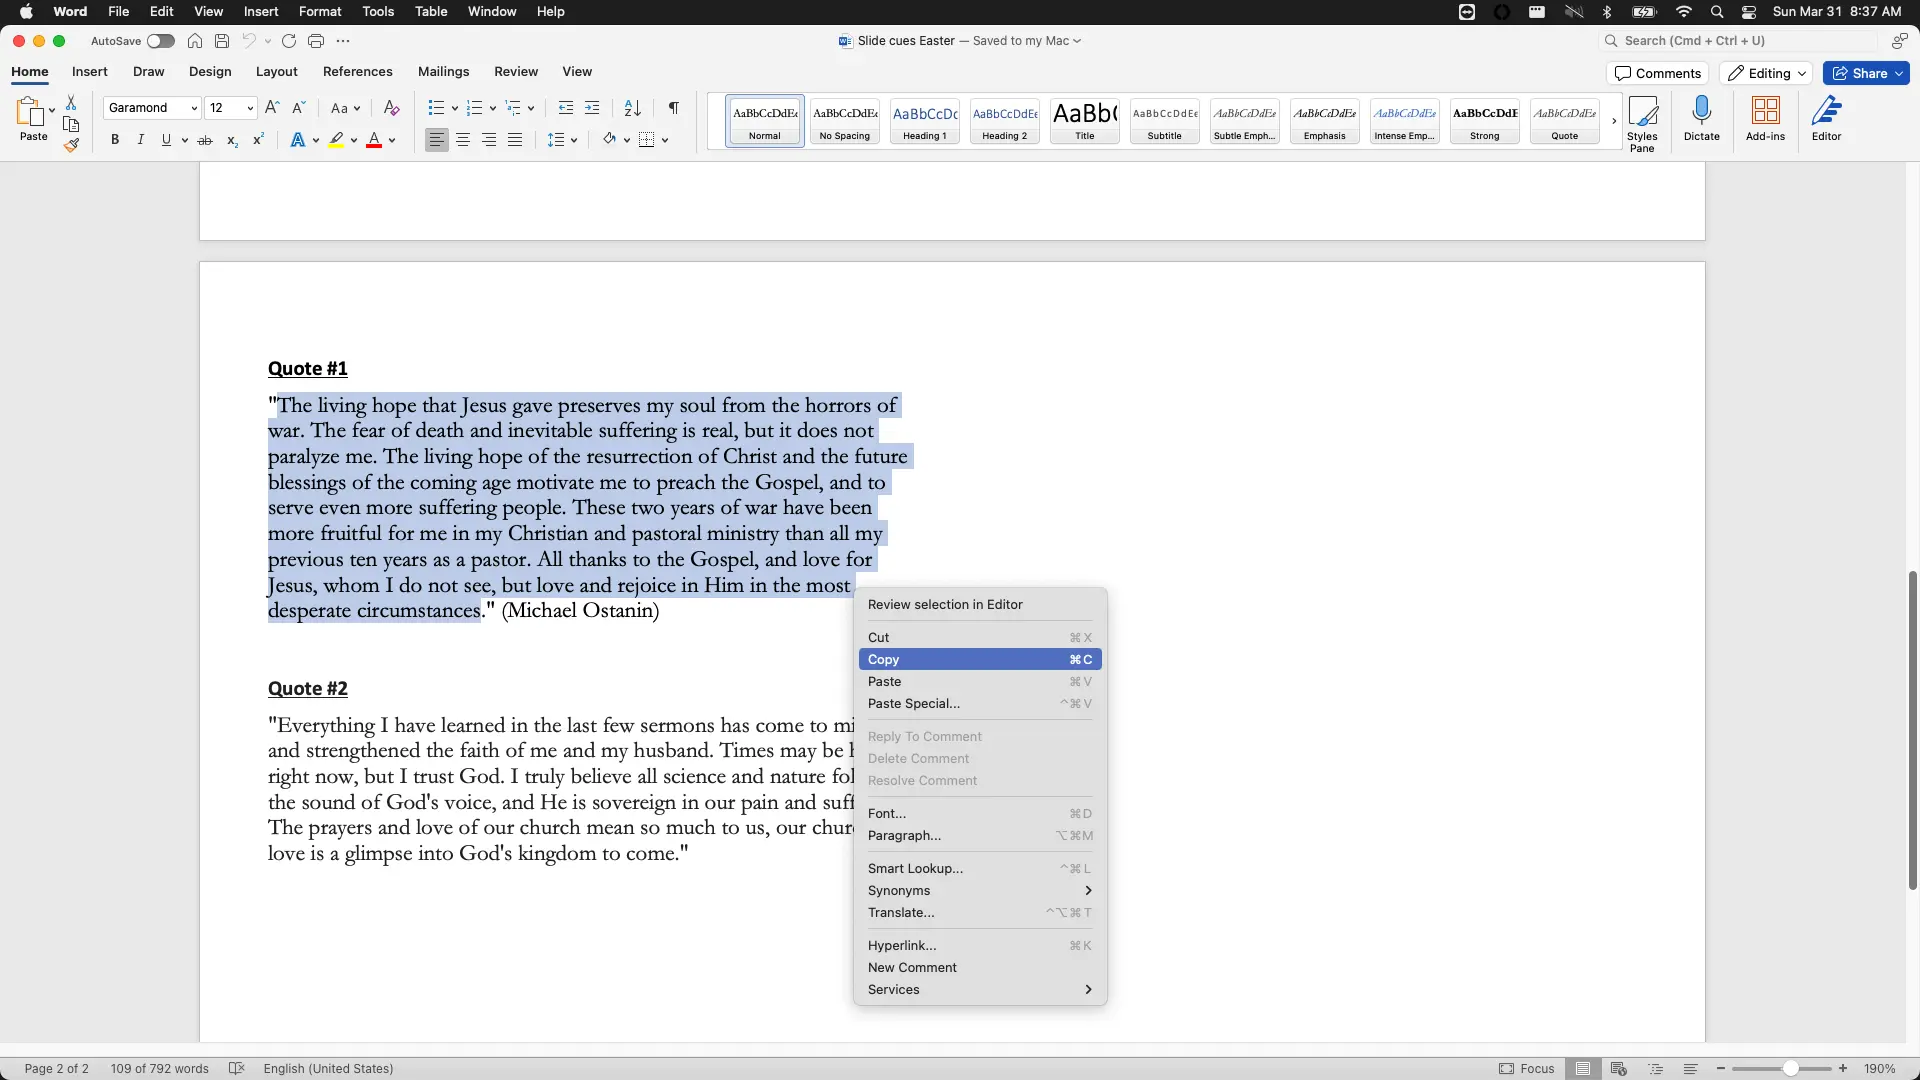 Word File Edit View Insert Format Tools Table Window Help Sun Mar 31 8:37 AM
AutoSave Slide cues Easter — Saved to my Mac Search (Cmd + Ctrl + U)
Home Insert Draw Design Layout References Mailings Review View Comments Editing Share
Paste Garamond 12 Aa
B I U ab x₂ x² A A
AaBbCcDdEe AaBbCcDdEe AaBbCcDc AaBbCcDdEe AaBb( AaBbCcDdEe AaBbCcDdEe AaBbCcDdEe AaBbCcDdEe AaBbCcDdE AaBbCcDdEe
Normal No Spacing Heading 1 Heading 2 Title Subtitle Subtle Emph... Emphasis Intense Emp... Strong Quote
Styles Pane Dictate Add-ins Editor
Quote #1
"The living hope that Jesus gave preserves my soul from the horrors of
war. The fear of death and inevitable suffering is real, but it does not
paralyze me. The living hope of the resurrection of Christ and the future
blessings of the coming age motivate me to preach the Gospel, and to
serve even more suffering people. These two years of war have been
more fruitful for me in my Christian and pastoral ministry than all my
previous ten years as a pastor. All thanks to the Gospel, and love for
Jesus, whom I do not see, but love and rejoice in Him in the most
desperate circumstances." (Michael Ostanin)
Quote #2
"Everything I have learned in the last few sermons has come to mi
and strengthened the faith of me and my husband. Times may be h
right now, but I trust God. I truly believe all science and nature fol
the sound of God's voice, and He is sovereign in our pain and suff
The prayers and love of our church mean so much to us, our churc
love is a glimpse into God's kingdom to come."
Review selection in Editor
Cut ⌘X
Copy ⌘C
Paste ⌘V
Paste Special... ^⌘V
Reply To Comment
Delete Comment
Resolve Comment
Font... ⌘D
Paragraph... ⌥⌘M
Smart Lookup... ^⌘L
Synonyms
Translate... ^⌥⌘T
Hyperlink... ⌘K
New Comment
Services
Page 2 of 2 109 of 792 words English (United States) Focus 190%